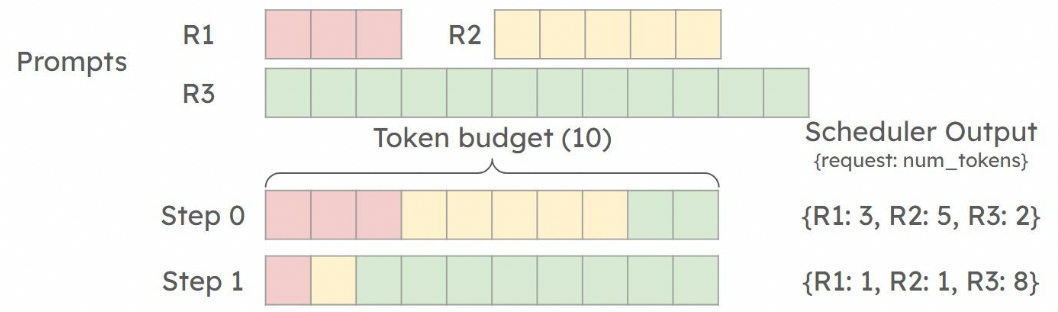 Prompts
R1
R2
R3
Token budget (10)
Scheduler Output
{request: num_tokens}
Step 0
{R1: 3, R2: 5, R3: 2}
Step 1
{R1: 1, R2: 1, R3: 8}